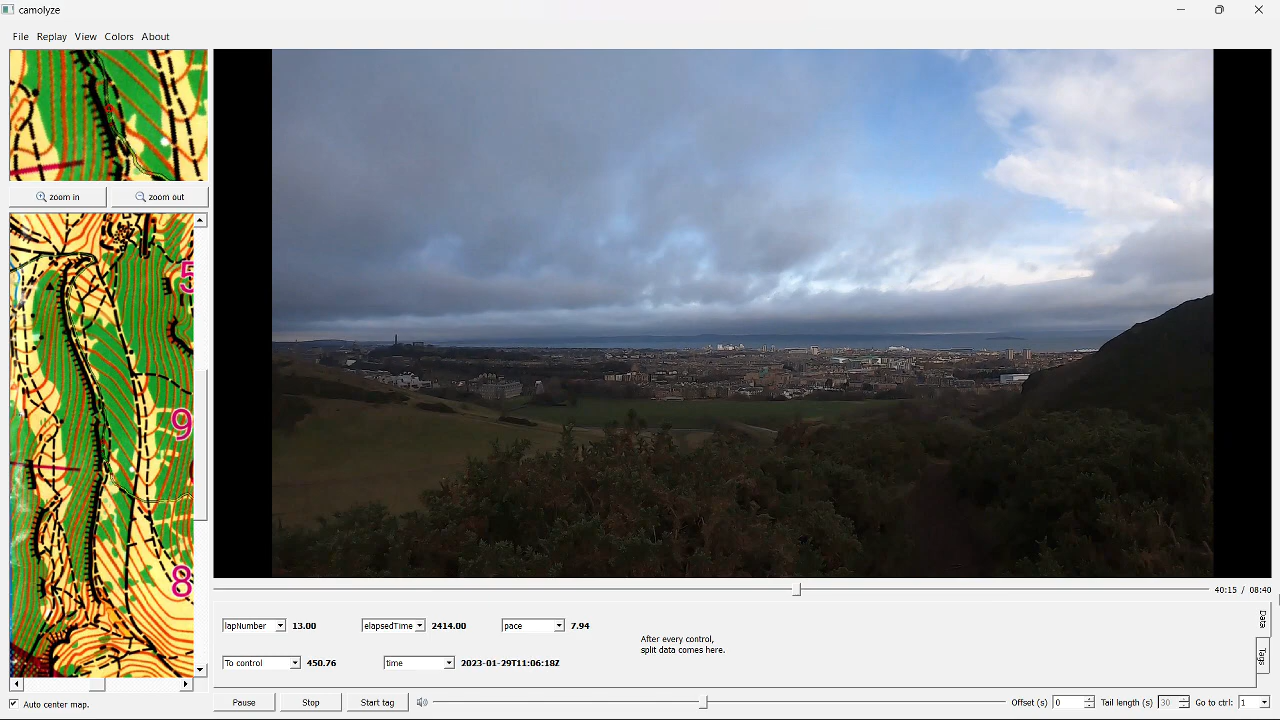 camolyze
File Replay View Colors About
zoom in zoom out
5
9
8
40:15 / 08:40
lapNumber 13.00 elapsedTime 2414.00 pace 7.94
After every control,
split data comes here.
To control 450.76 time 2023-01-29T11:06:18Z
Data
Tags
Auto center map.
Pause Stop Start tag Offset (s) 0 Tail length (s) 30 Go to ctrl: 1